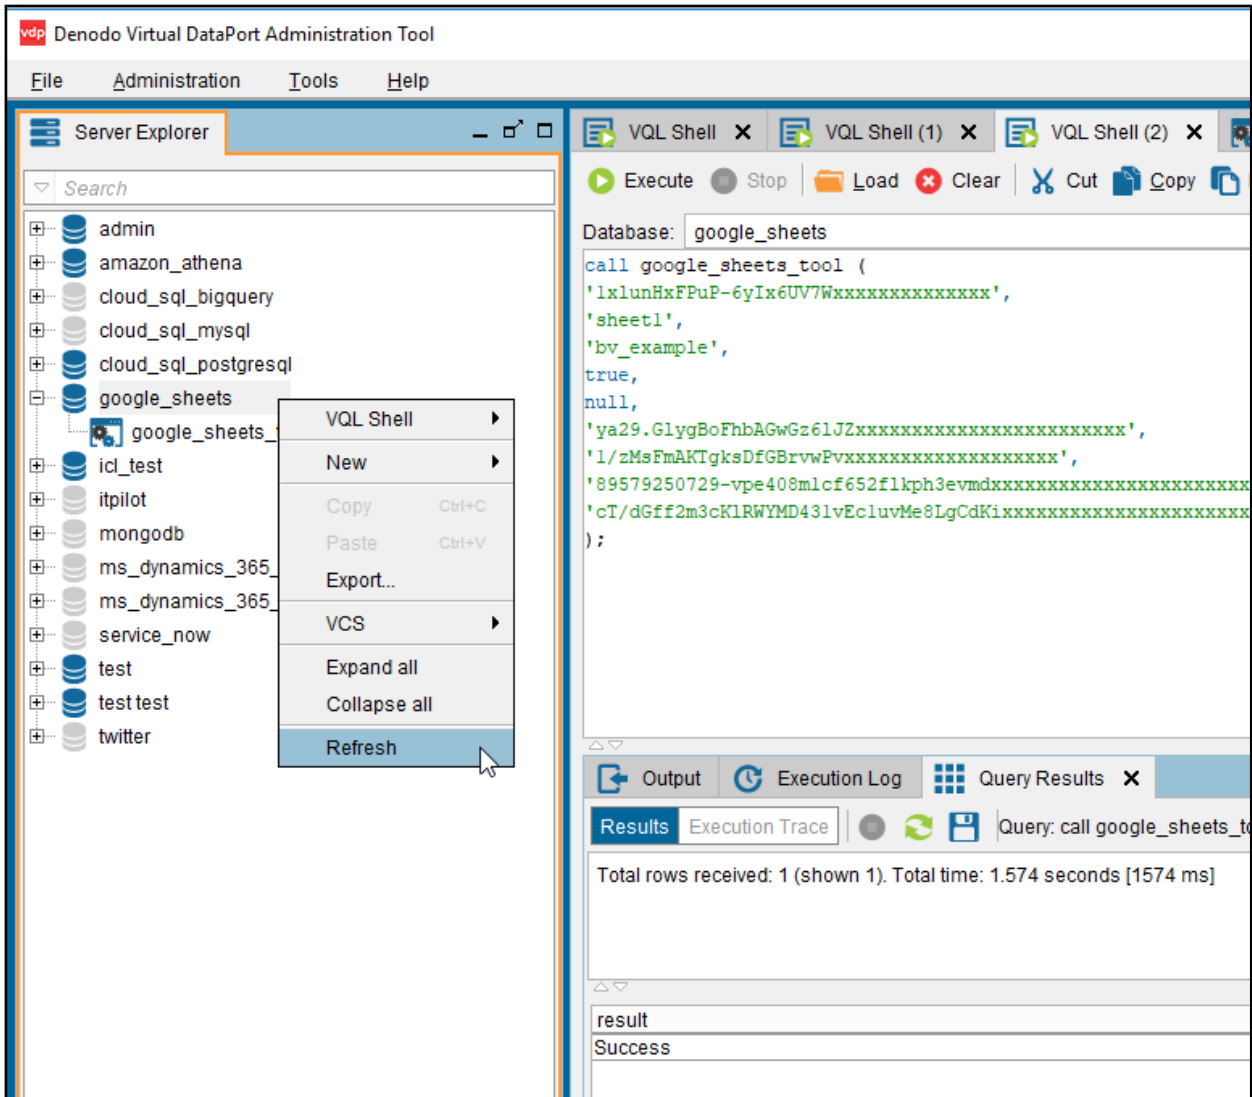 vdp Denodo Virtual DataPort Administration Tool
File Administration Tools Help
Server Explorer
Search
admin
amazon_athena
cloud_sql_bigquery
cloud_sql_mysql
cloud_sql_postgresql
google_sheets
google_sheets_
icl_test
itpilot
mongodb
ms_dynamics_365_
ms_dynamics_365_
service_now
test
test test
twitter
VQL Shell
New
Copy Ctrl+C
Paste Ctrl+V
Export...
VCS
Expand all
Collapse all
Refresh
VQL Shell VQL Shell (1) VQL Shell (2)
Execute Stop Load Clear Cut Copy
Database: google_sheets
call google_sheets_tool (
'1xlunHxFPuP-6yIx6UV7Wxxxxxxxxxxxxxx',
'sheet1',
'bv_example',
true,
null,
'ya29.GlygBoFhbAGwGz6lJZxxxxxxxxxxxxxxxxxxxxxxxx',
'1/zMsFmAKTgksDfGBrvwPvxxxxxxxxxxxxxxxxxxx',
'89579250729-vpe408mlcf652flkph3evmdxxxxxxxxxxxxxxxxxxxxxxx
'cT/dGff2m3cKlRWYMD43lvEcluvMe8LgCdKixxxxxxxxxxxxxxxxxxxxxx
);
Output Execution Log Query Results
Results Execution Trace Query: call google_sheets_to
Total rows received: 1 (shown 1). Total time: 1.574 seconds [1574 ms]
result
Success